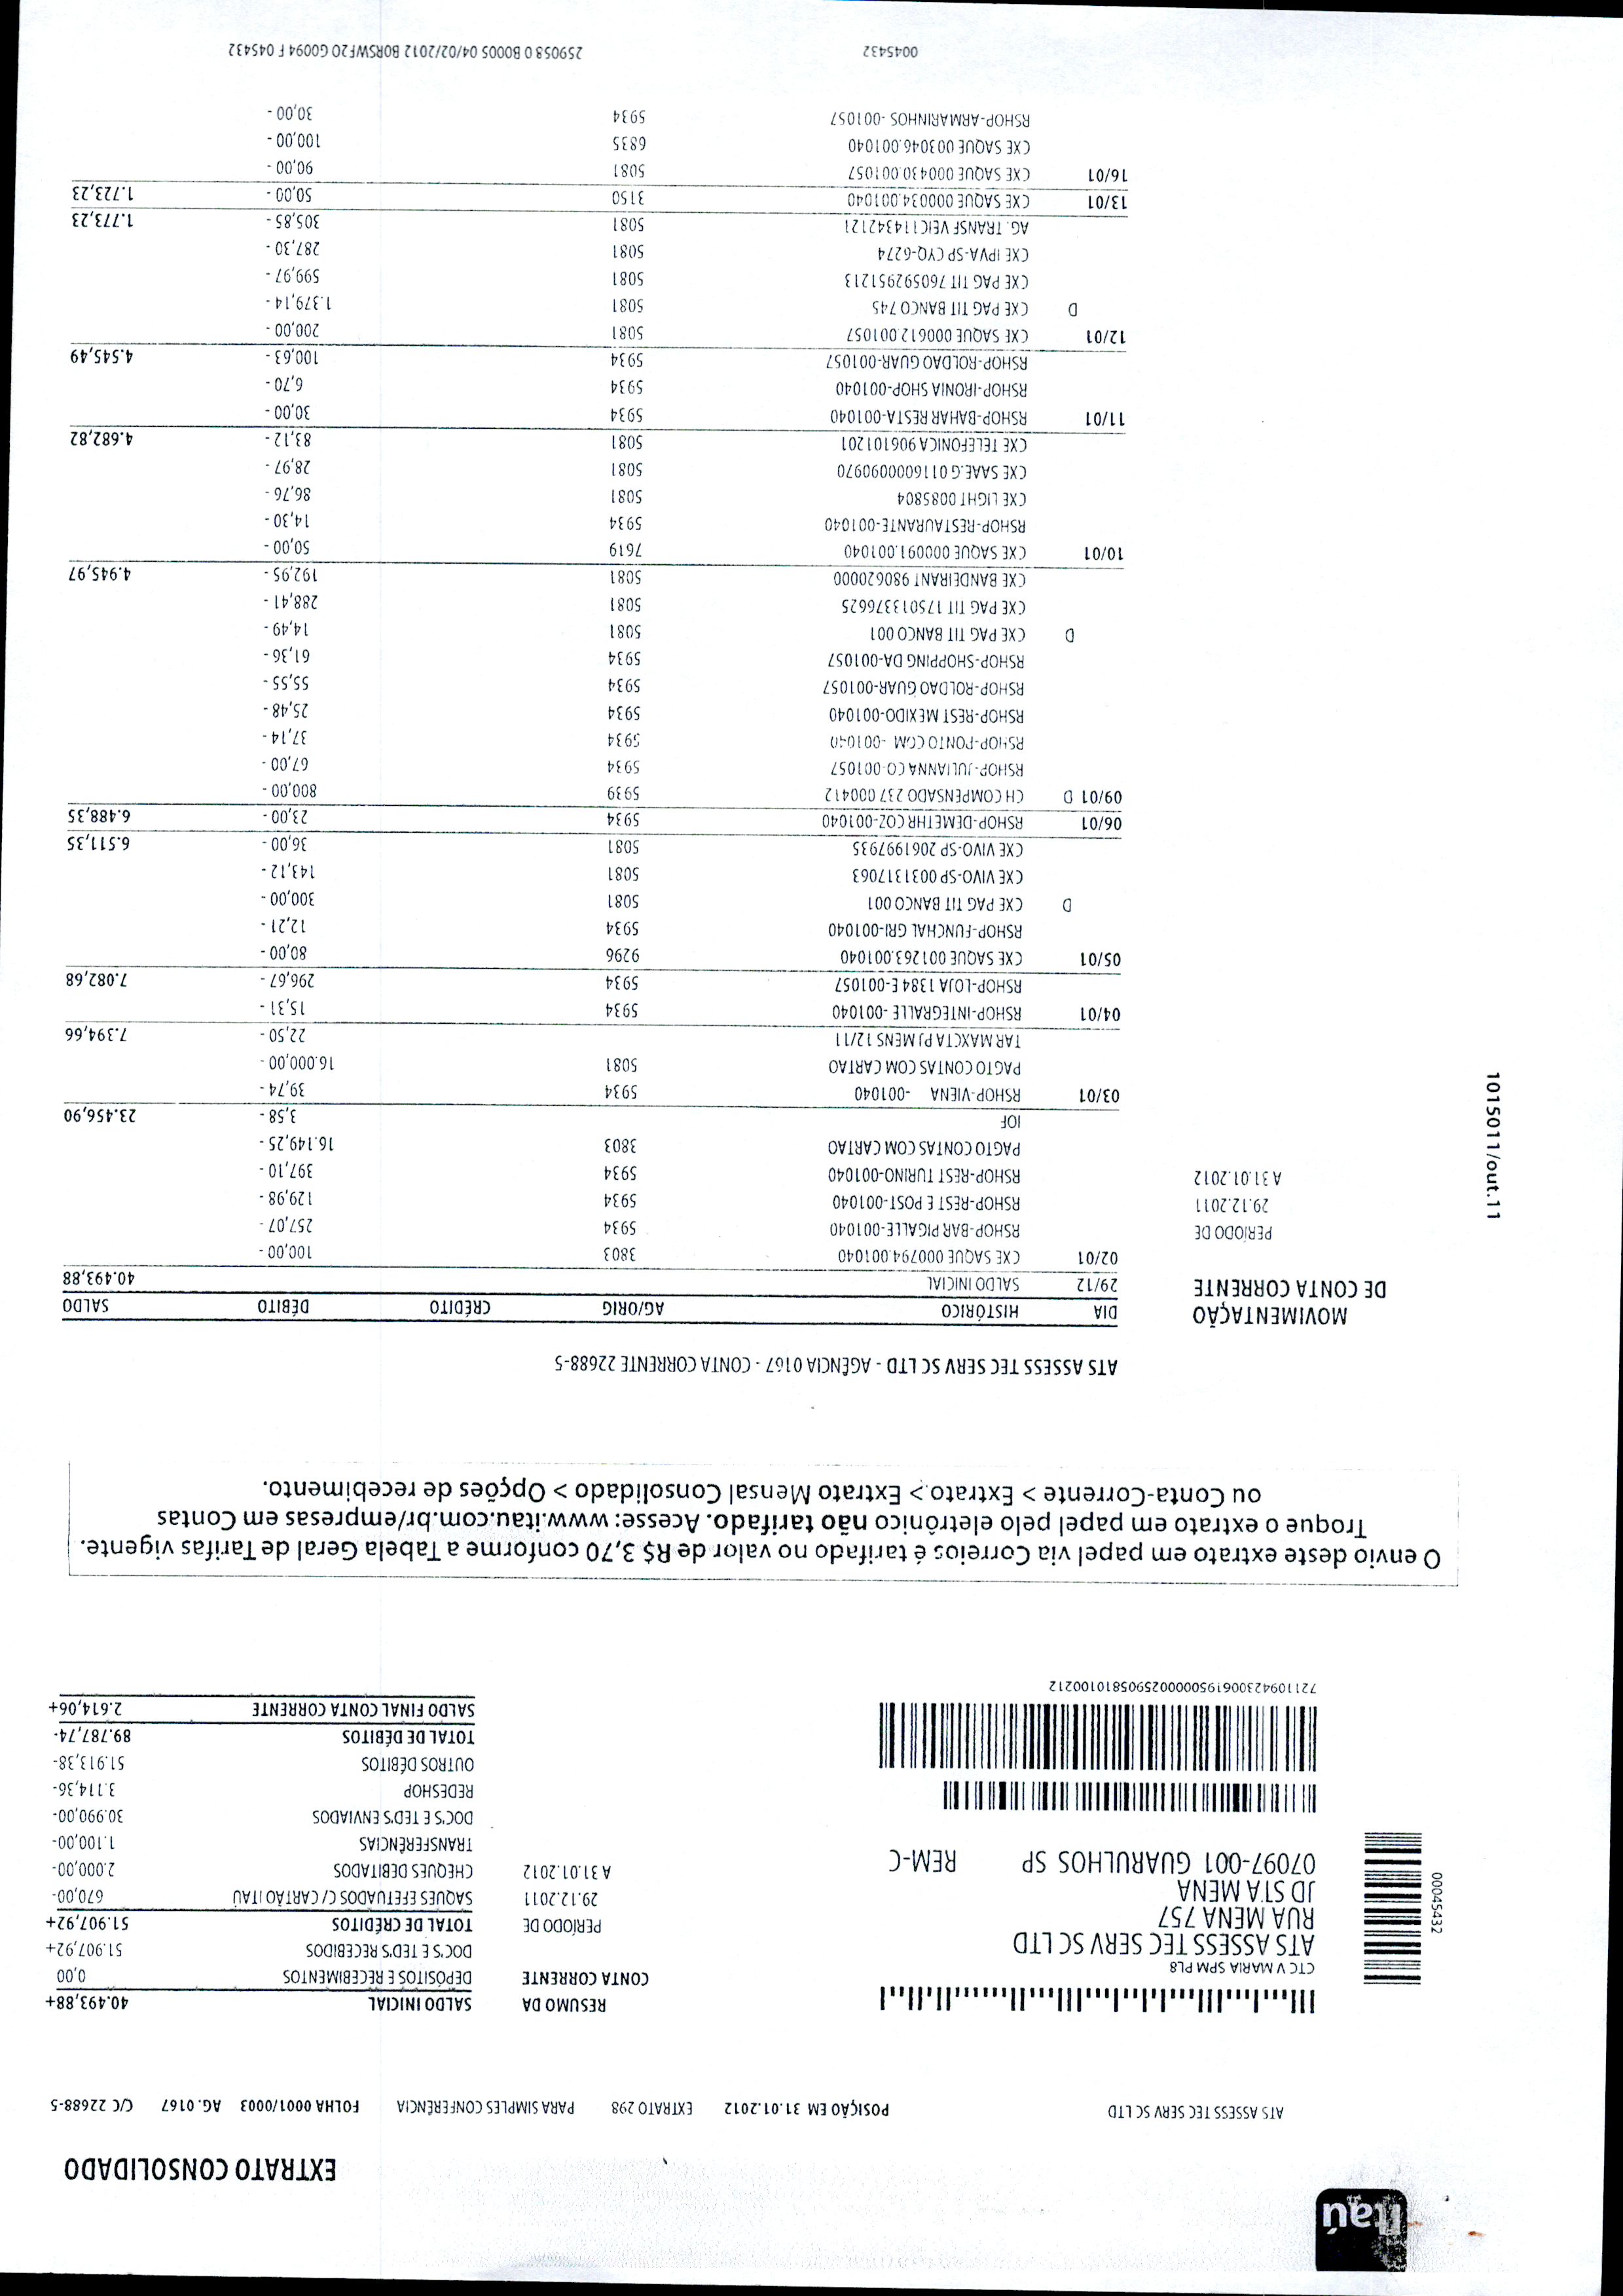 Itaú
EXTRATO CONSOLIDADO
ATS ASSESS TEC SERV SC LTD POSIÇÃO EM 31.01.2012 EXTRATO 298 PARA SIMPLES CONFERÊNCIA FOLHA 0001/0003 AG. 0167 C/C 22688-5
CTC V MARIA SPM PL8
ATS ASSESS TEC SERV SC LTD
RUA MENA 757
JD STA MENA
07097-001 GUARULHOS SP REM-C
00045432
72110942300619500000025905810100212
RESUMO DA
CONTA CORRENTE
PERÍODO DE
29.12.2011
A 31.01.2012
SALDO INICIAL 40.493,88+
DEPÓSITOS E RECEBIMENTOS 0,00
DOC'S E TED'S RECEBIDOS 51.907,92+
TOTAL DE CRÉDITOS 51.907,92+
SAQUES EFETUADOS C/ CARTÃO ITAÚ 670,00-
CHEQUES DEBITADOS 2.000,00-
TRANSFERÊNCIAS 1.100,00-
DOC'S E TED'S ENVIADOS 30.990,00-
REDESHOP 3.114,36-
OUTROS DÉBITOS 51.913,38-
TOTAL DE DÉBITOS 89.787,74-
SALDO FINAL CONTA CORRENTE 2.614,06+
O envio deste extrato em papel via Correios é tarifado no valor de R$ 3,70 conforme a Tabela Geral de Tarifas vigente.
Troque o extrato em papel pelo eletrônico não tarifado. Acesse: www.itau.com.br/empresas em Contas
ou Conta-Corrente > Extrato > Extrato Mensal Consolidado > Opções de recebimento.
ATS ASSESS TEC SERV SC LTD - AGÊNCIA 0167 - CONTA CORRENTE 22688-5
MOVIMENTAÇÃO
DE CONTA CORRENTE
PERÍODO DE
29.12.2011
A 31.01.2012
1015011/out.11
DIA HISTÓRICO AG/ORIG CRÉDITO DÉBITO SALDO
29/12 SALDO INICIAL 40.493,88
02/01 CXE SAQUE 000794.001040 3803 100,00 -
RSHOP-BAR PIGALLE-001040 5934 257,07 -
RSHOP-REST E POST-001040 5934 129,98 -
RSHOP-REST TURINO-001040 5934 397,10 -
PAGTO CONTAS COM CARTAO 3803 16.149,25 -
IOF 3,58 - 23.456,90
03/01 RSHOP-VIENA -001040 5934 39,74 -
PAGTO CONTAS COM CARTAO 5081 16.000,00 -
TAR MAXCTA PJ MENS 12/11 22,50 - 7.394,66
04/01 RSHOP-INTEGRALLE -001040 5934 15,31 -
RSHOP-LOJA 1384 E-001057 5934 296,67 - 7.082,68
05/01 CXE SAQUE 001263.001040 9296 80,00 -
RSHOP-FUNCHAL GRI-001040 5934 12,21 -
D CXE PAG TIT BANCO 001 5081 300,00 -
CXE VIVO-SP 0031317063 5081 143,12 -
CXE VIVO-SP 2061997935 5081 36,00 - 6.511,35
06/01 RSHOP-DEMETHR COZ-001040 5934 23,00 - 6.488,35
09/01 D CH COMPENSADO 237 000412 5939 800,00 -
RSHOP-JULIANNA CO-001057 5934 67,00 -
RSHOP-PONTO COM -001040 5934 37,14 -
RSHOP-REST MEXIDO-001040 5934 25,48 -
RSHOP-ROLDAO GUAR-001057 5934 55,55 -
RSHOP-SHOPPING DA-001057 5934 61,36 -
D CXE PAG TIT BANCO 001 5081 14,49 -
CXE PAG TIT 175013376625 5081 288,41 -
CXE BANDEIRANT 980620000 5081 192,95 - 4.945,97
10/01 CXE SAQUE 000091.001040 7619 50,00 -
RSHOP-RESTAURANTE-001040 5934 14,30 -
CXE LIGHT 0085804 5081 86,76 -
CXE SAAE.G 0116000090970 5081 28,97 -
CXE TELEFONICA 906101201 5081 83,12 - 4.682,82
11/01 RSHOP-BAHAR RESTA-001040 5934 30,00 -
RSHOP-IRONIA SHOP-001040 5934 6,70 -
RSHOP-ROLDAO GUAR-001057 5934 100,63 - 4.545,49
12/01 CXE SAQUE 000612.001057 5081 200,00 -
D CXE PAG TIT BANCO 745 5081 1.379,14 -
CXE PAG TIT 760592951213 5081 599,97 -
CXE IPVA-SP CYQ-6274 5081 287,30 -
AG. TRANSF VEIC114342121 5081 305,85 - 1.773,23
13/01 CXE SAQUE 000034.001040 3150 50,00 - 1.723,23
16/01 CXE SAQUE 000430.001057 5081 90,00 -
CXE SAQUE 003046.001040 6835 100,00 -
RSHOP-ARMARINHOS -001057 5934 30,00 -
0045432 259058 0 B0005 04/02/2012 BORSWF20 G0094 F 045432